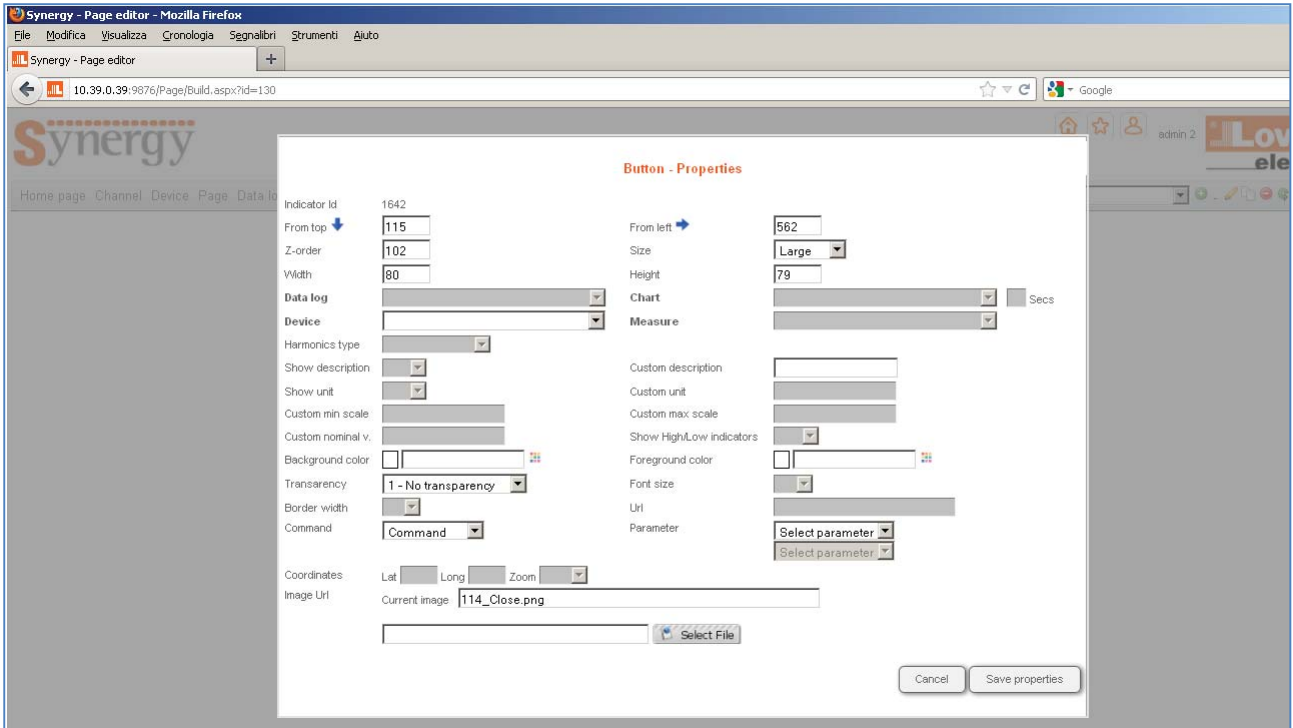 Synergy - Page editor - Mozilla Firefox
File Modifica Visualizza Cronologia Segnalibri Strumenti Aiuto
Synergy - Page editor +
10.39.0.39:9876/Page/Build.aspx?id=130 Google
Synergy admin 2 Lov
ele
Home page Channel Device Page Data lo
Button - Properties
Indicator Id 1642
From top 115 From left 562
Z-order 102 Size Large
Width 80 Height 79
Data log Chart Secs
Device Measure
Harmonics type
Show description Custom description
Show unit Custom unit
Custom min scale Custom max scale
Custom nominal v. Show High/Low indicators
Background color Foreground color
Transarency 1 - No transparency Font size
Border width Url
Command Command Parameter Select parameter
Select parameter
Coordinates Lat Long Zoom
Image Url Current image 114_Close.png
Select File
Cancel Save properties